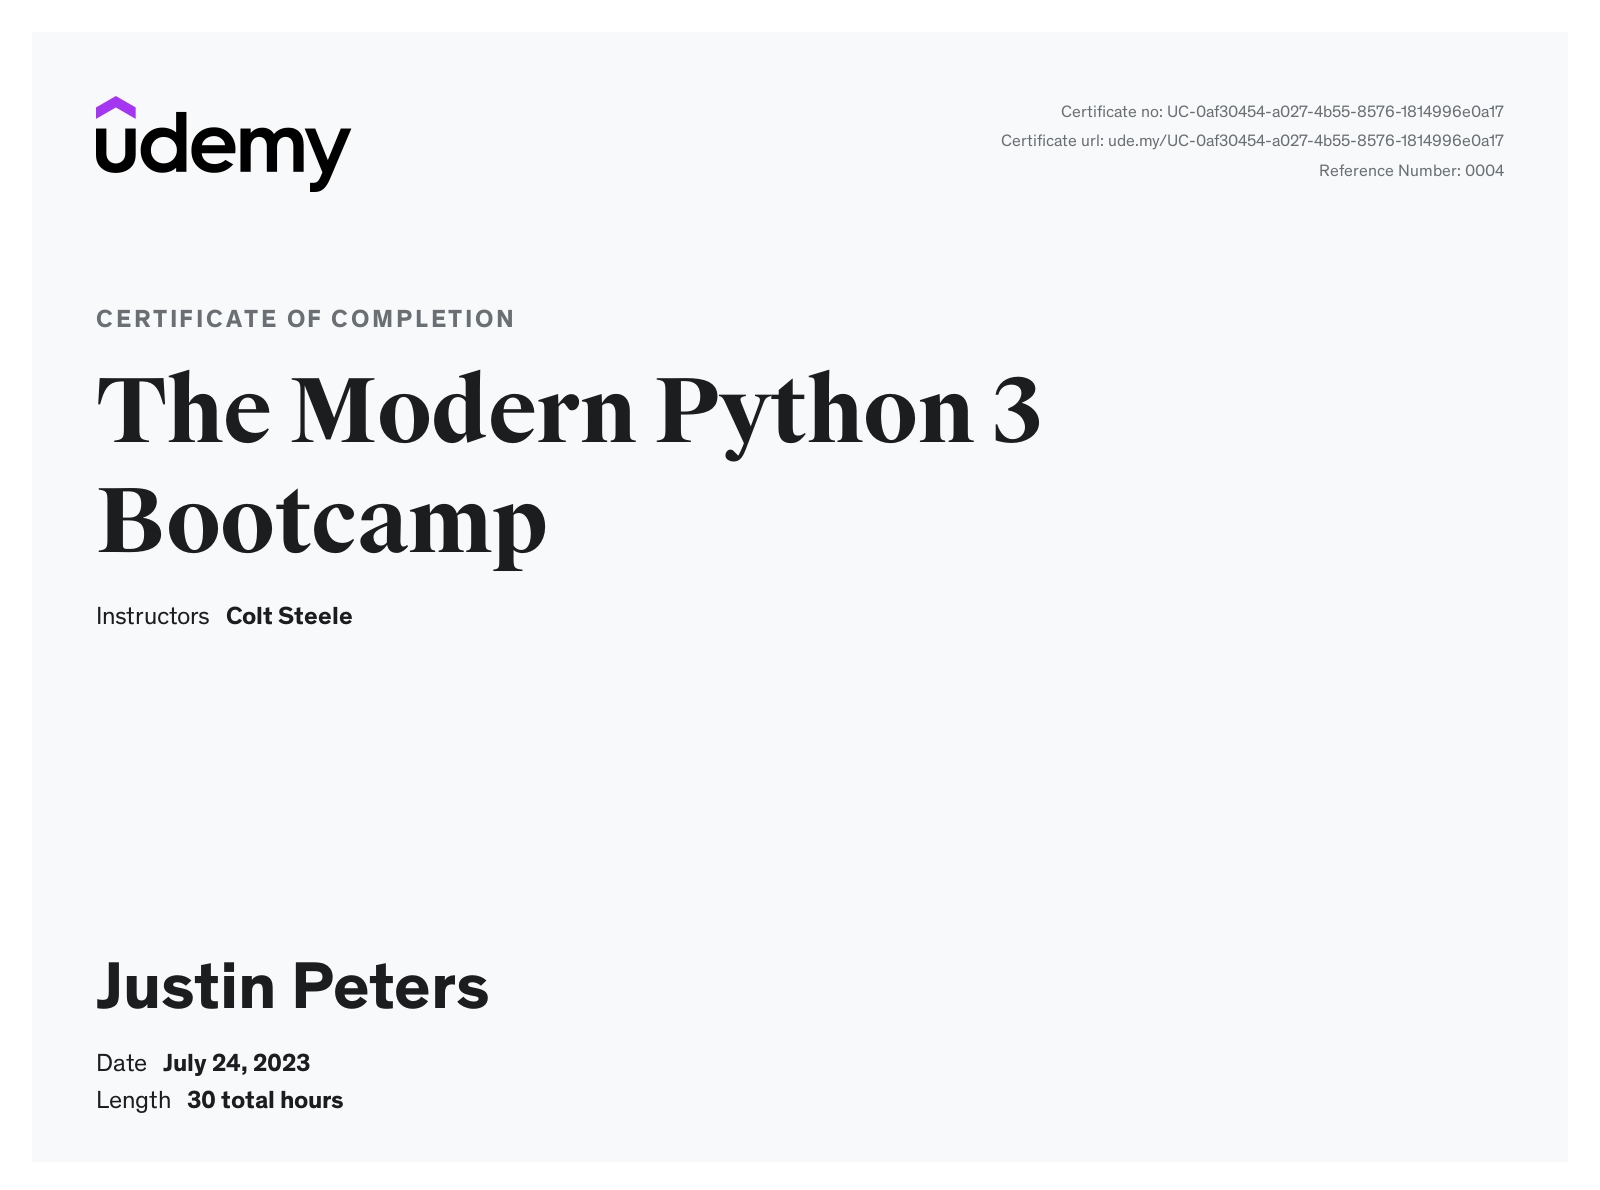 udemy
Certificate no: UC-0af30454-a027-4b55-8576-1814996e0a17
Certificate url: ude.my/UC-0af30454-a027-4b55-8576-1814996e0a17
Reference Number: 0004
CERTIFICATE OF COMPLETION
The Modern Python 3
Bootcamp
Instructors Colt Steele
Justin Peters
Date July 24, 2023
Length 30 total hours